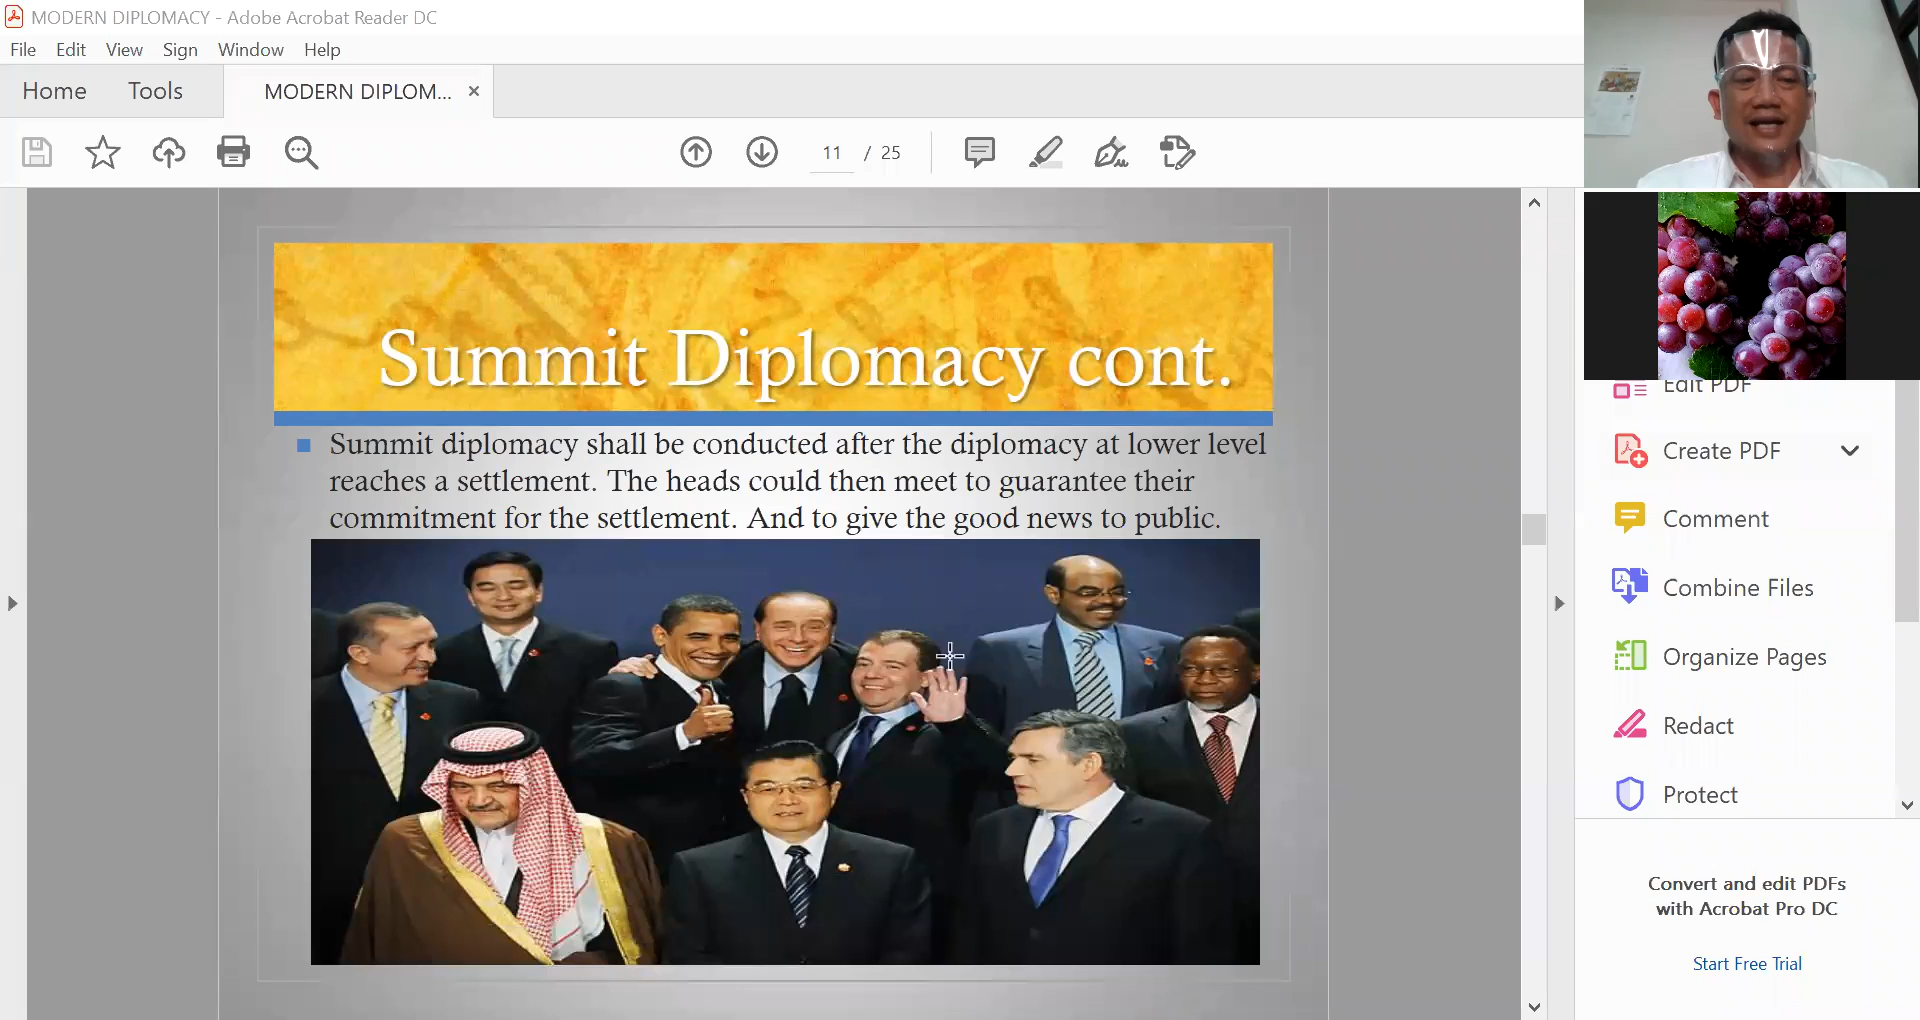 MODERN DIPLOMACY - Adobe Acrobat Reader DC
File Edit View Sign Window Help
Home Tools MODERN DIPLOM... ×
11 / 25
Summit Diplomacy cont.
Summit diplomacy shall be conducted after the diplomacy at lower level
reaches a settlement. The heads could then meet to guarantee their
commitment for the settlement. And to give the good news to public.
Edit PDF
Create PDF
Comment
Combine Files
Organize Pages
Redact
Protect
Convert and edit PDFs
with Acrobat Pro DC
Start Free Trial